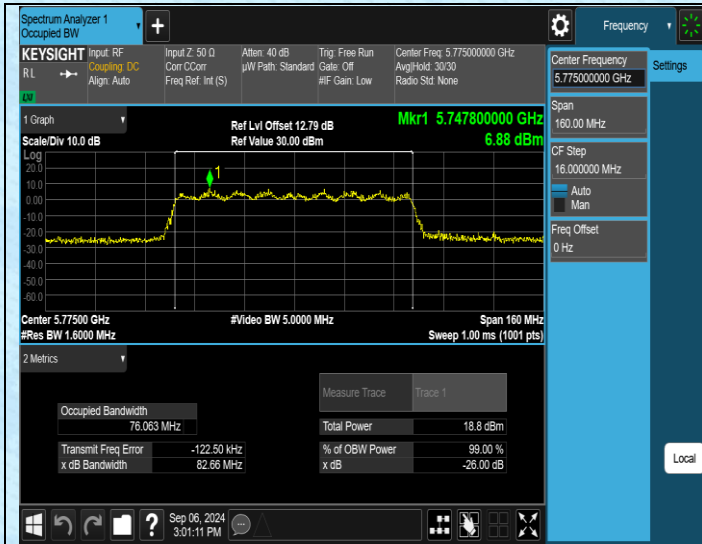 Spectrum Analyzer 1
Occupied BW
Frequency
KEYSIGHT
RL
LXI
Input: RF
Coupling: DC
Align: Auto
Input Z: 50 Ω
Corr CCorr
Freq Ref: Int (S)
Atten: 40 dB
µW Path: Standard
Trig: Free Run
Gate: Off
#IF Gain: Low
Center Freq: 5.775000000 GHz
Avg|Hold: 30/30
Radio Std: None
Center Frequency
5.775000000 GHz
Settings
Span
160.00 MHz
CF Step
16.000000 MHz
Auto
Man
Freq Offset
0 Hz
Local
1 Graph
Scale/Div 10.0 dB
Ref Lvl Offset 12.79 dB
Ref Value 30.00 dBm
Mkr1 5.747800000 GHz
6.88 dBm
Log
20.0
10.0
0.00
-10.0
-20.0
-30.0
-40.0
-50.0
-60.0
1
Center 5.77500 GHz
#Res BW 1.6000 MHz
#Video BW 5.0000 MHz
Span 160 MHz
Sweep 1.00 ms (1001 pts)
2 Metrics
Measure Trace
Trace 1
Occupied Bandwidth
76.063 MHz
Total Power
18.8 dBm
Transmit Freq Error
-122.50 kHz
% of OBW Power
99.00 %
x dB Bandwidth
82.66 MHz
x dB
-26.00 dB
?
Sep 06, 2024
3:01:11 PM